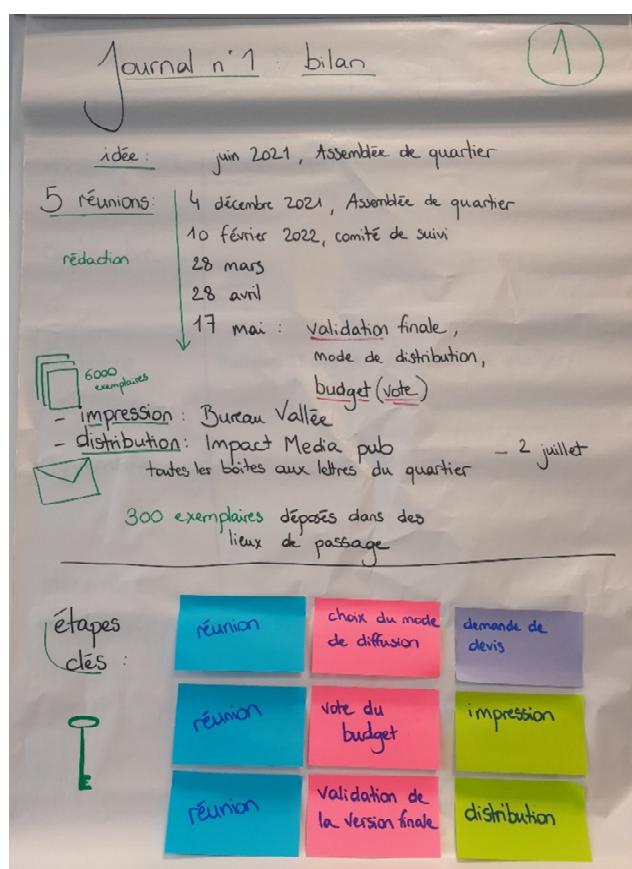 Journal n°1 : bilan
1
idée : juin 2021, Assemblée de quartier
5 réunions: 4 décembre 2021, Assemblée de quartier
10 février 2022, comité de suivi
rédaction 28 mars
28 avril
17 mai : validation finale,
mode de distribution,
budget (vote)
6000
exemplaires
- impression : Bureau Vallée
- distribution: Impact Media pub - 2 juillet
toutes les boîtes aux lettres du quartier
300 exemplaires déposés dans des
lieux de passage
étapes
clés :
réunion
choix du mode
de diffusion
demande de
devis
réunion
vote du
budget
impression
réunion
validation de
la version finale
distribution